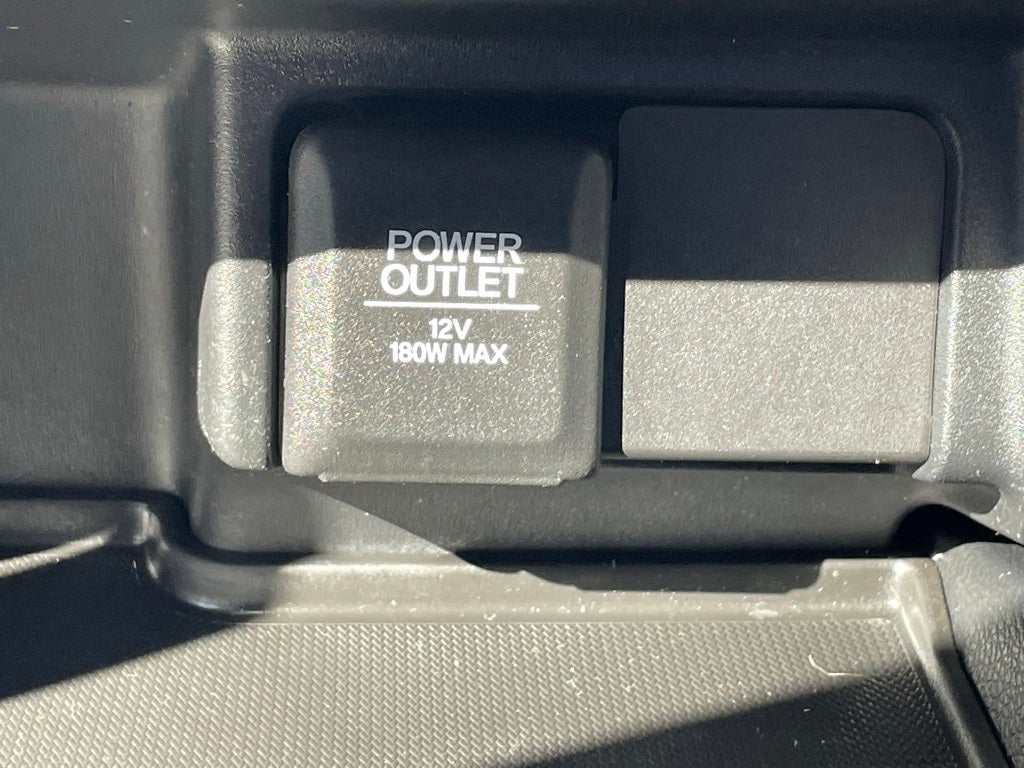 POWER
OUTLET
12V
180W MAX